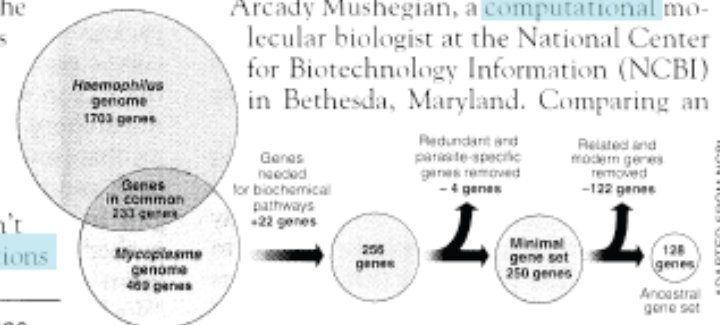 he
Arcady Mushegian, a computational mo-
lecular biologist at the National Center
for Biotechnology Information (NCBI)
in Bethesda, Maryland. Comparing an
Haemophilus
genome
1703 genes
Genes
in common
233 genes
Mycoplasma
genome
469 genes
Genes
needed
for biochemical
pathways
+22 genes
256
genes
Redundant and
parasite-specific
genes removed
– 4 genes
Minimal
gene set
250 genes
Related and
modern genes
removed
–122 genes
128
genes
Ancestral
gene set
n't
ions